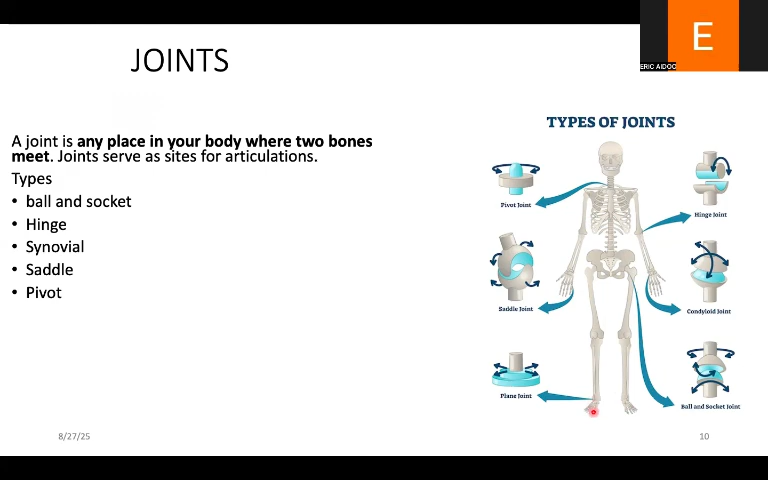 JOINTS
E
ERIC AIDOO
A joint is any place in your body where two bones
meet. Joints serve as sites for articulations.
Types
• ball and socket
• Hinge
• Synovial
• Saddle
• Pivot
TYPES OF JOINTS
Pivot Joint
Hinge Joint
Saddle Joint
Condyloid Joint
Plane Joint
Ball and Socket Joint
8/27/25
10